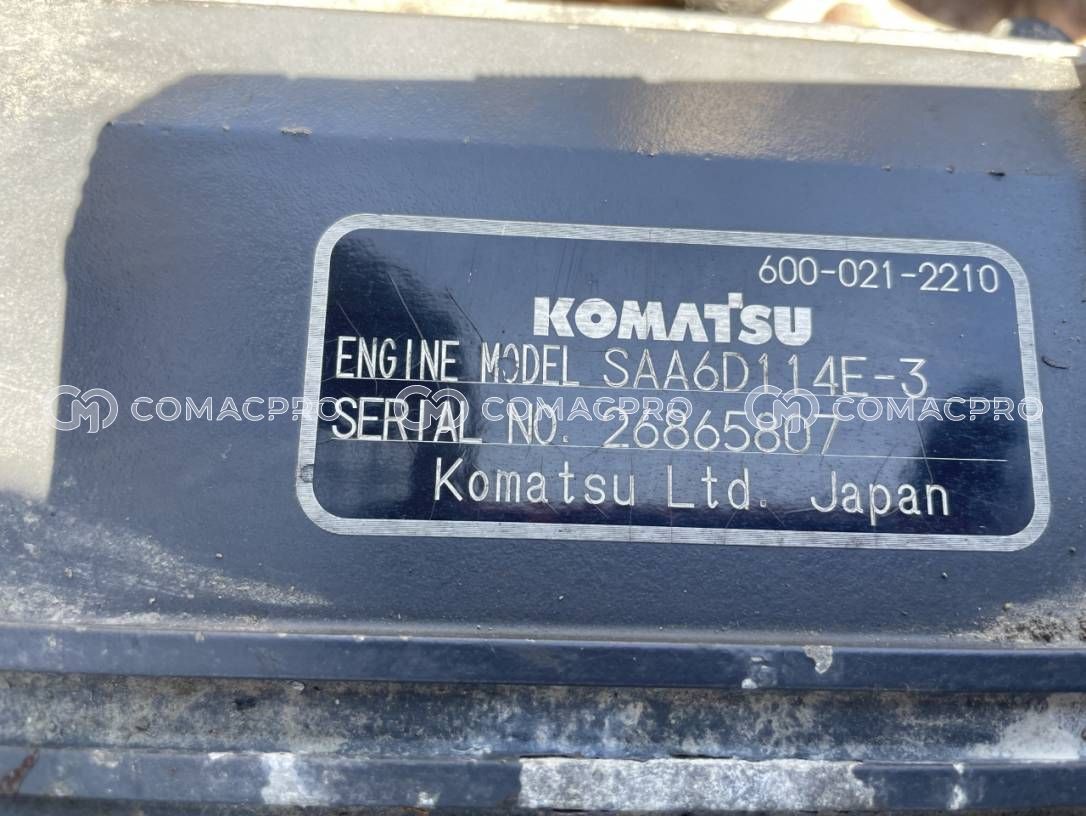 600-021-2210
KOMATSU
ENGINE MODEL SAA6D114E-3
COMACPRO COMACPRO COMACPRO
SERIAL NO. 26865807
Komatsu Ltd. Japan